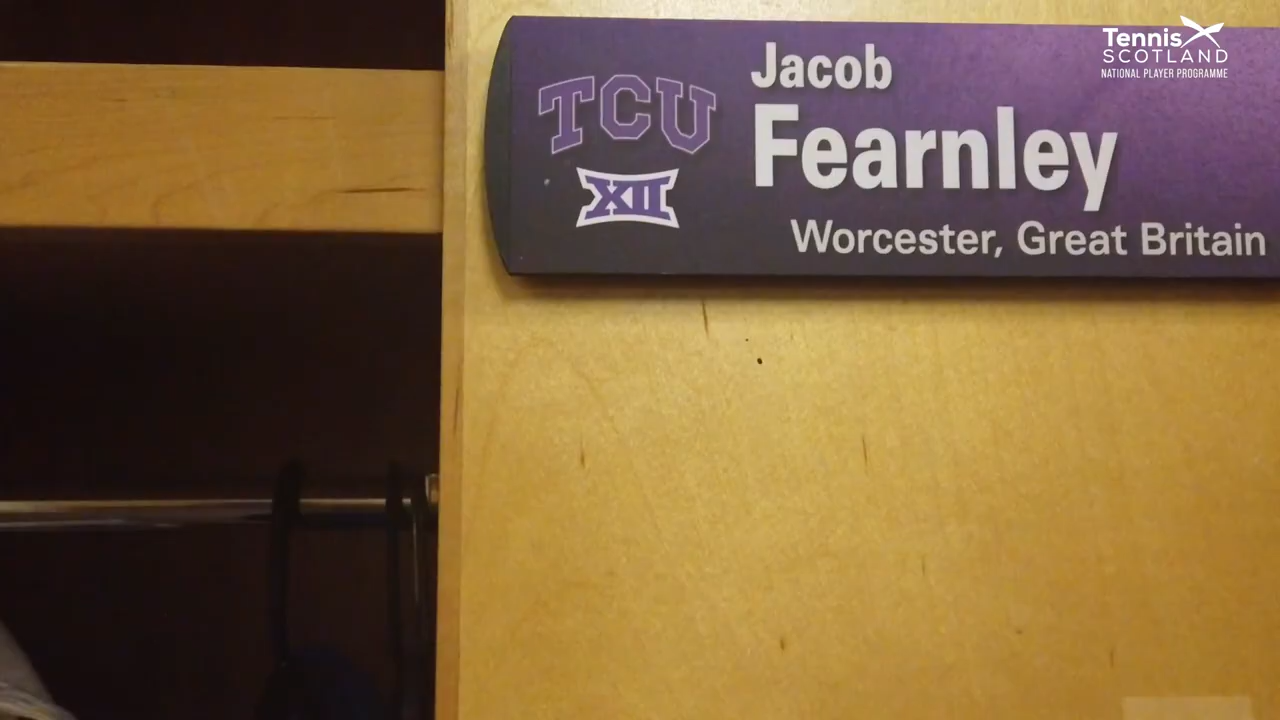 Tennis
SCOTLAND
NATIONAL PLAYER PROGRAMME
TCU
XII
Jacob
Fearnley
Worcester, Great Britain